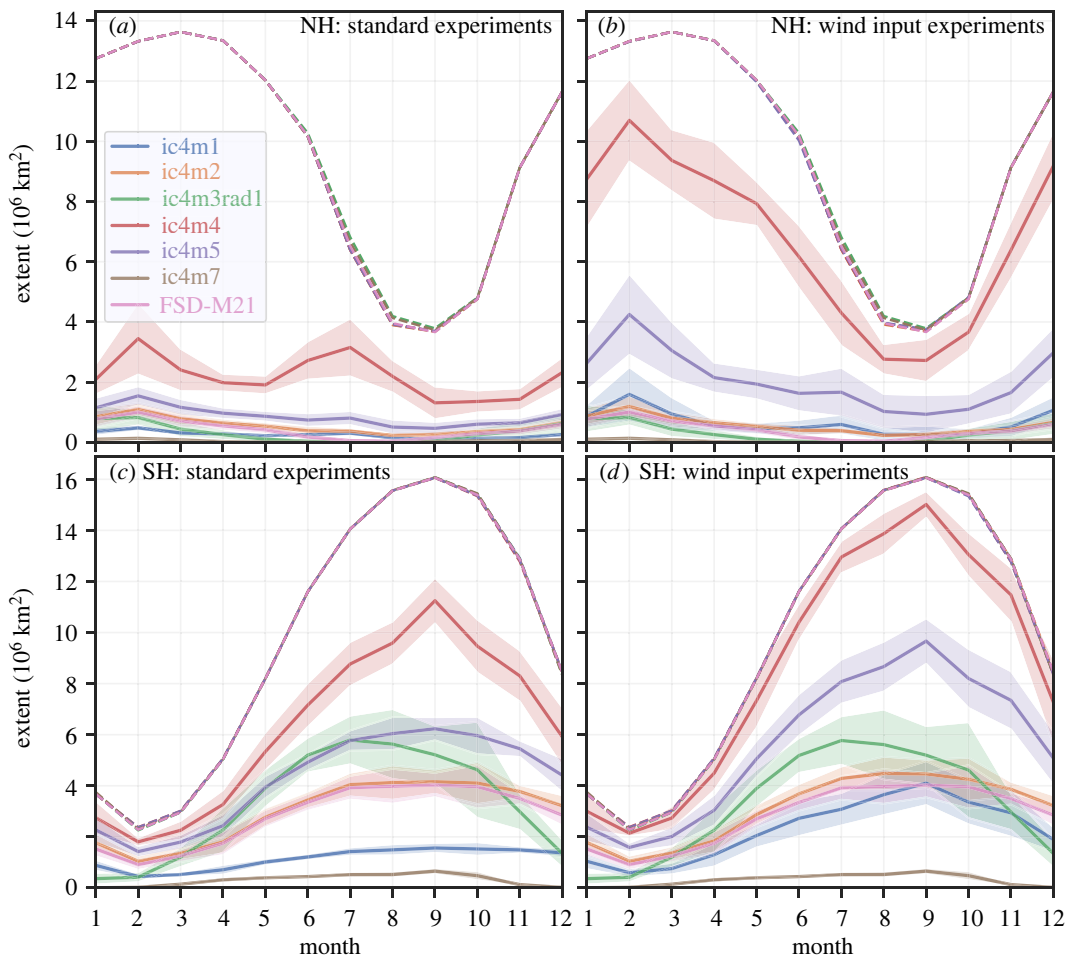 (a) NH: standard experiments
(b) NH: wind input experiments
14
12
10
8
6
4
2
0
extent (10⁶ km²)
ic4m1
ic4m2
ic4m3rad1
ic4m4
ic4m5
ic4m7
FSD-M21
(c) SH: standard experiments
(d) SH: wind input experiments
16
14
12
10
8
6
4
2
0
extent (10⁶ km²)
1 2 3 4 5 6 7 8 9 10 11 12
1 2 3 4 5 6 7 8 9 10 11 12
month
month